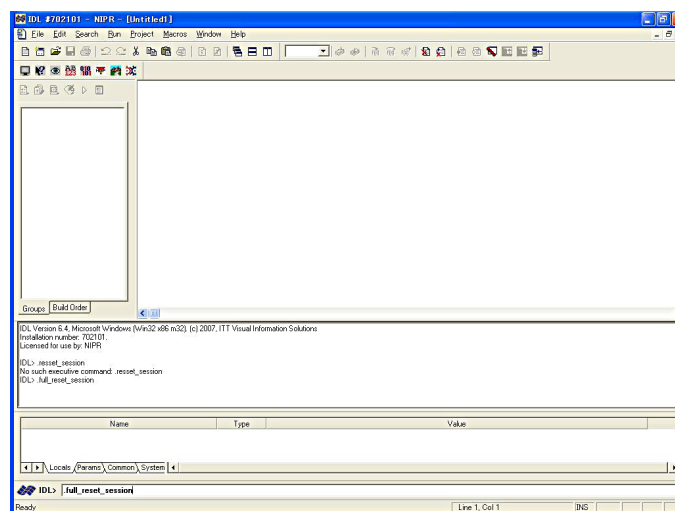 IDL #702101 - NIPR - [Untitled1]
File Edit Search Run Project Macros Window Help
Groups Build Order
IDL Version 6.4, Microsoft Windows (Win32 x86 m32). (c) 2007, ITT Visual Information Solutions
Installation number: 702101.
Licensed for use by: NIPR
IDL> .resset_session
No such executive command: .resset_session
IDL> .full_reset_session
Name Type Value
Locals Params Common System
IDL> .full_reset_session
Ready Line 1, Col 1 INS